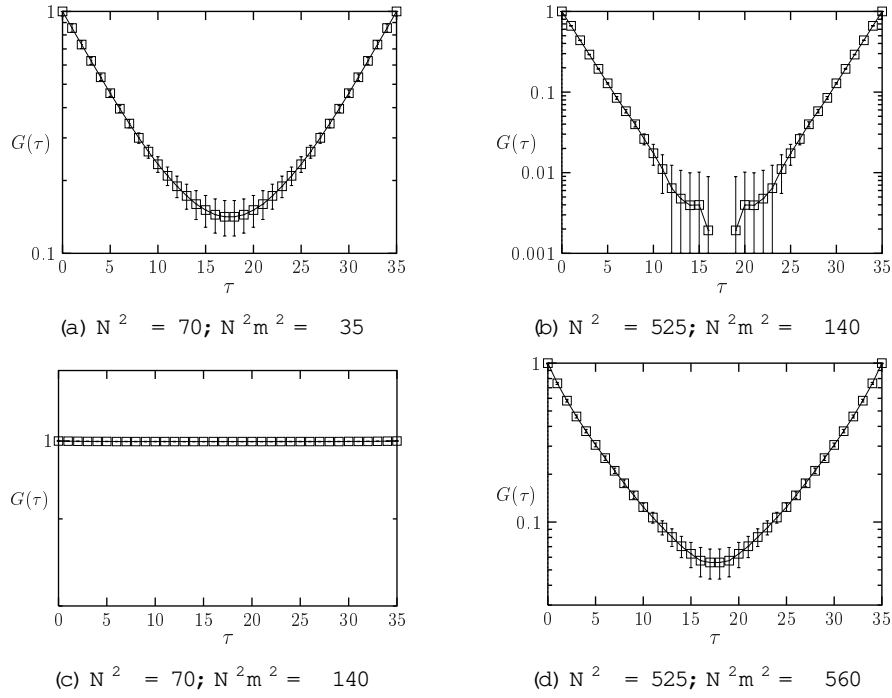 1
G(τ)
0.1
0 5 10 15 20 25 30 35
τ
(a) N² = 70; N²m² = 35
1
0.1
G(τ)
0.01
0.001
0 5 10 15 20 25 30 35
τ
(b) N² = 525; N²m² = 140
1
G(τ)
0 5 10 15 20 25 30 35
τ
(c) N² = 70; N²m² = 140
1
G(τ)
0.1
0 5 10 15 20 25 30 35
τ
(d) N² = 525; N²m² = 560